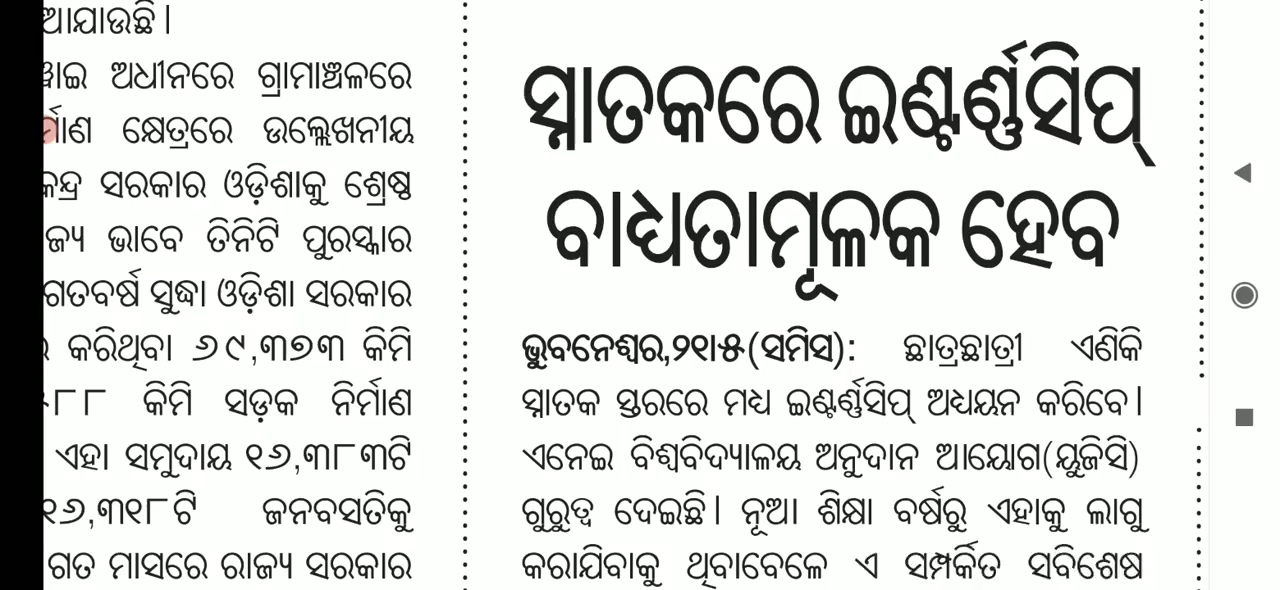 ଆଯାଉଛି।
ଅଧୀନରେ ଗ୍ରାମାଞ୍ଚଳରେ
କ୍ଷେତ୍ରରେ ଉଲ୍ଲେଖନୀୟ
ସରକାର ଓଡ଼ିଶାକୁ ଶ୍ରେଷ୍ଠ
ଭାବେ ତିନିଟି ପୁରସ୍କାର
ଗତବର୍ଷ ସୁଦ୍ଧା ଓଡ଼ିଶା ସରକାର
କରିଥିବା ୬୯,୩୭୩ କିମି
କିମି ସଡ଼କ ନିର୍ମାଣ
ଏହା ସମୁଦାୟ ୧୬,୩୮୩ଟି
୧୬,୩୧୮ଟି ଜନବସତିକୁ
ଗତ ମାସରେ ରାଜ୍ୟ ସରକାର
ସ୍ନାତକରେ ଇଣ୍ଟର୍ଣ୍ଣସିପ୍
ବାଧ୍ୟତାମୂଳକ ହେବ
ଭୁବନେଶ୍ୱର,୨୧।୫(ସମିସ): ଛାତ୍ରଛାତ୍ରୀ ଏଣିକି
ସ୍ନାତକ ସ୍ତରରେ ମଧ୍ୟ ଇଣ୍ଟର୍ଣ୍ଣସିପ୍ ଅଧ୍ୟୟନ କରିବେ।
ଏନେଇ ବିଶ୍ୱବିଦ୍ୟାଳୟ ଅନୁଦାନ ଆୟୋଗ(ୟୁଜିସି)
ଗୁରୁତ୍ୱ ଦେଇଛି। ନୂଆ ଶିକ୍ଷା ବର୍ଷରୁ ଏହାକୁ ଲାଗୁ
କରାଯିବାକୁ ଥିବାବେଳେ ଏ ସମ୍ପର୍କିତ ସବିଶେଷ